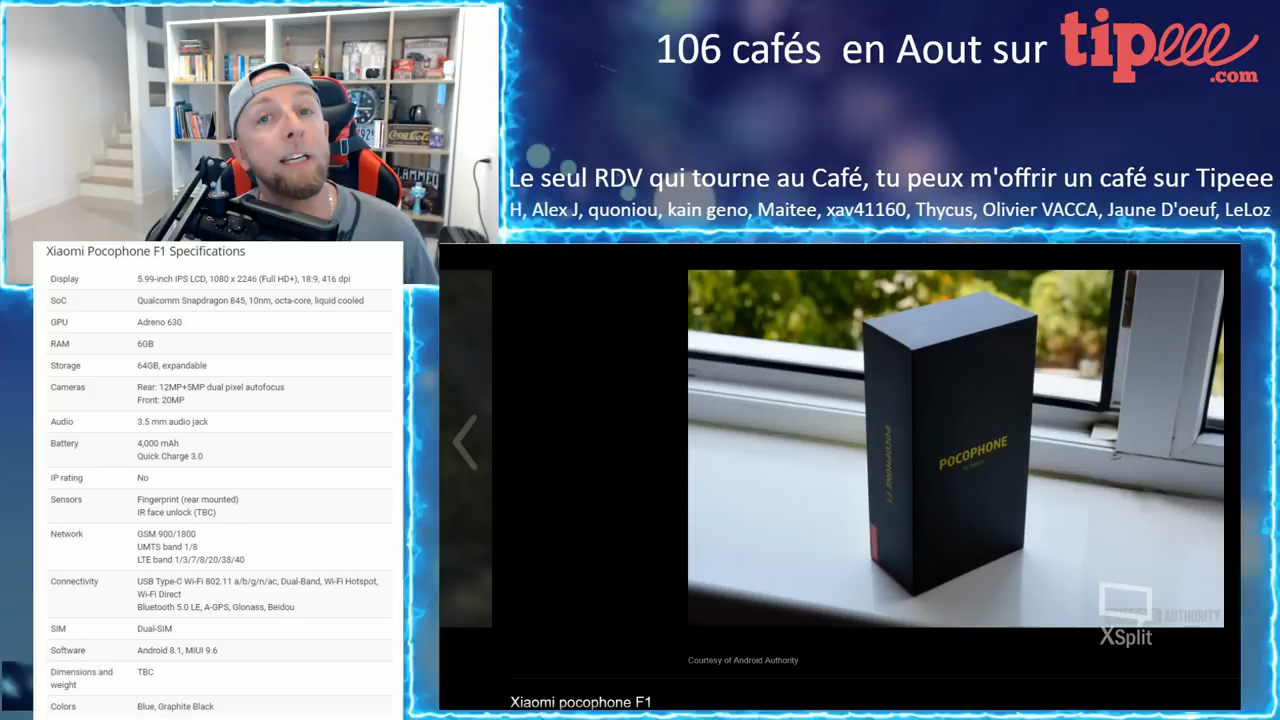 106 cafés en Aout sur tipeee.com
Le seul RDV qui tourne au Café, tu peux m'offrir un café sur Tipeee
H, Alex J, quoniou, kain geno, Maitee, xav41160, Thycus, Olivier VACCA, Jaune D'oeuf, LeLoz
Coca-Cola
Xiaomi Pocophone F1 Specifications
Display 5.99-inch IPS LCD, 1080 x 2246 (Full HD+), 18:9, 416 dpi
SoC Qualcomm Snapdragon 845, 10nm, octa-core, liquid cooled
GPU Adreno 630
RAM 6GB
Storage 64GB, expandable
Cameras Rear: 12MP+5MP dual pixel autofocus
Front: 20MP
Audio 3.5 mm audio jack
Battery 4,000 mAh
Quick Charge 3.0
IP rating No
Sensors Fingerprint (rear mounted)
IR face unlock (TBC)
Network GSM 900/1800
UMTS band 1/8
LTE band 1/3/7/8/20/38/40
Connectivity USB Type-C Wi-Fi 802.11 a/b/g/n/ac, Dual-Band, Wi-Fi Hotspot,
Wi-Fi Direct
Bluetooth 5.0 LE, A-GPS, Glonass, Beidou
SIM Dual-SIM
Software Android 8.1, MIUI 9.6
Dimensions and TBC
weight
Colors Blue, Graphite Black
POCOPHONE F1
POCOPHONE
by Xiaomi
AUTHORITY
XSplit
Courtesy of Android Authority
Xiaomi pocophone F1